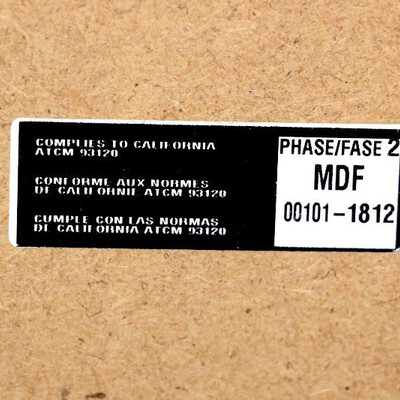 COMPLIES TO CALIFORNIA
ATCM 93120
CONFORME AUX NORMES
DE CALIFORNIE ATCM 93120
CUMPLE CON LAS NORMAS
DE CALIFORNIA ATCM 93120
PHASE/FASE 2
MDF
00101-1812